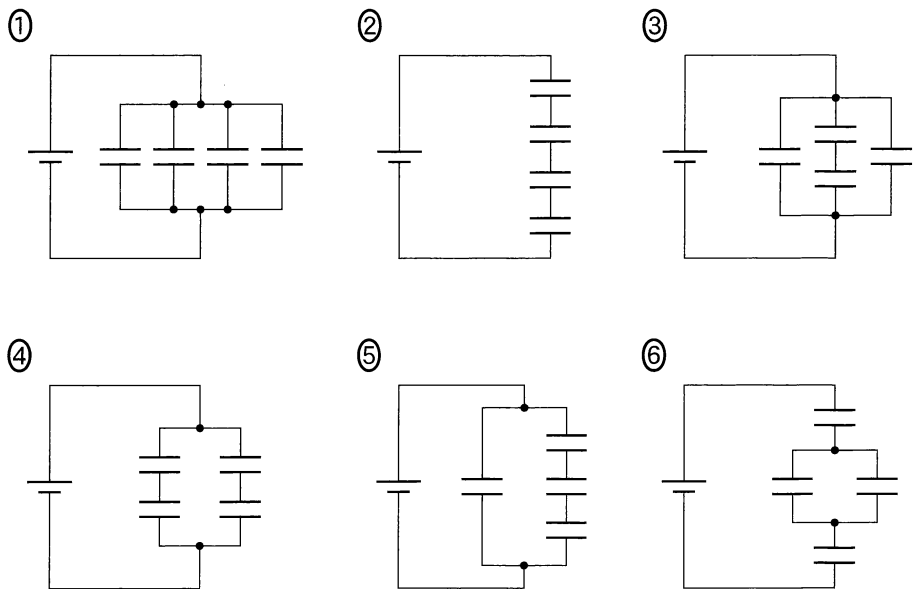 ① ② ③
④ ⑤ ⑥